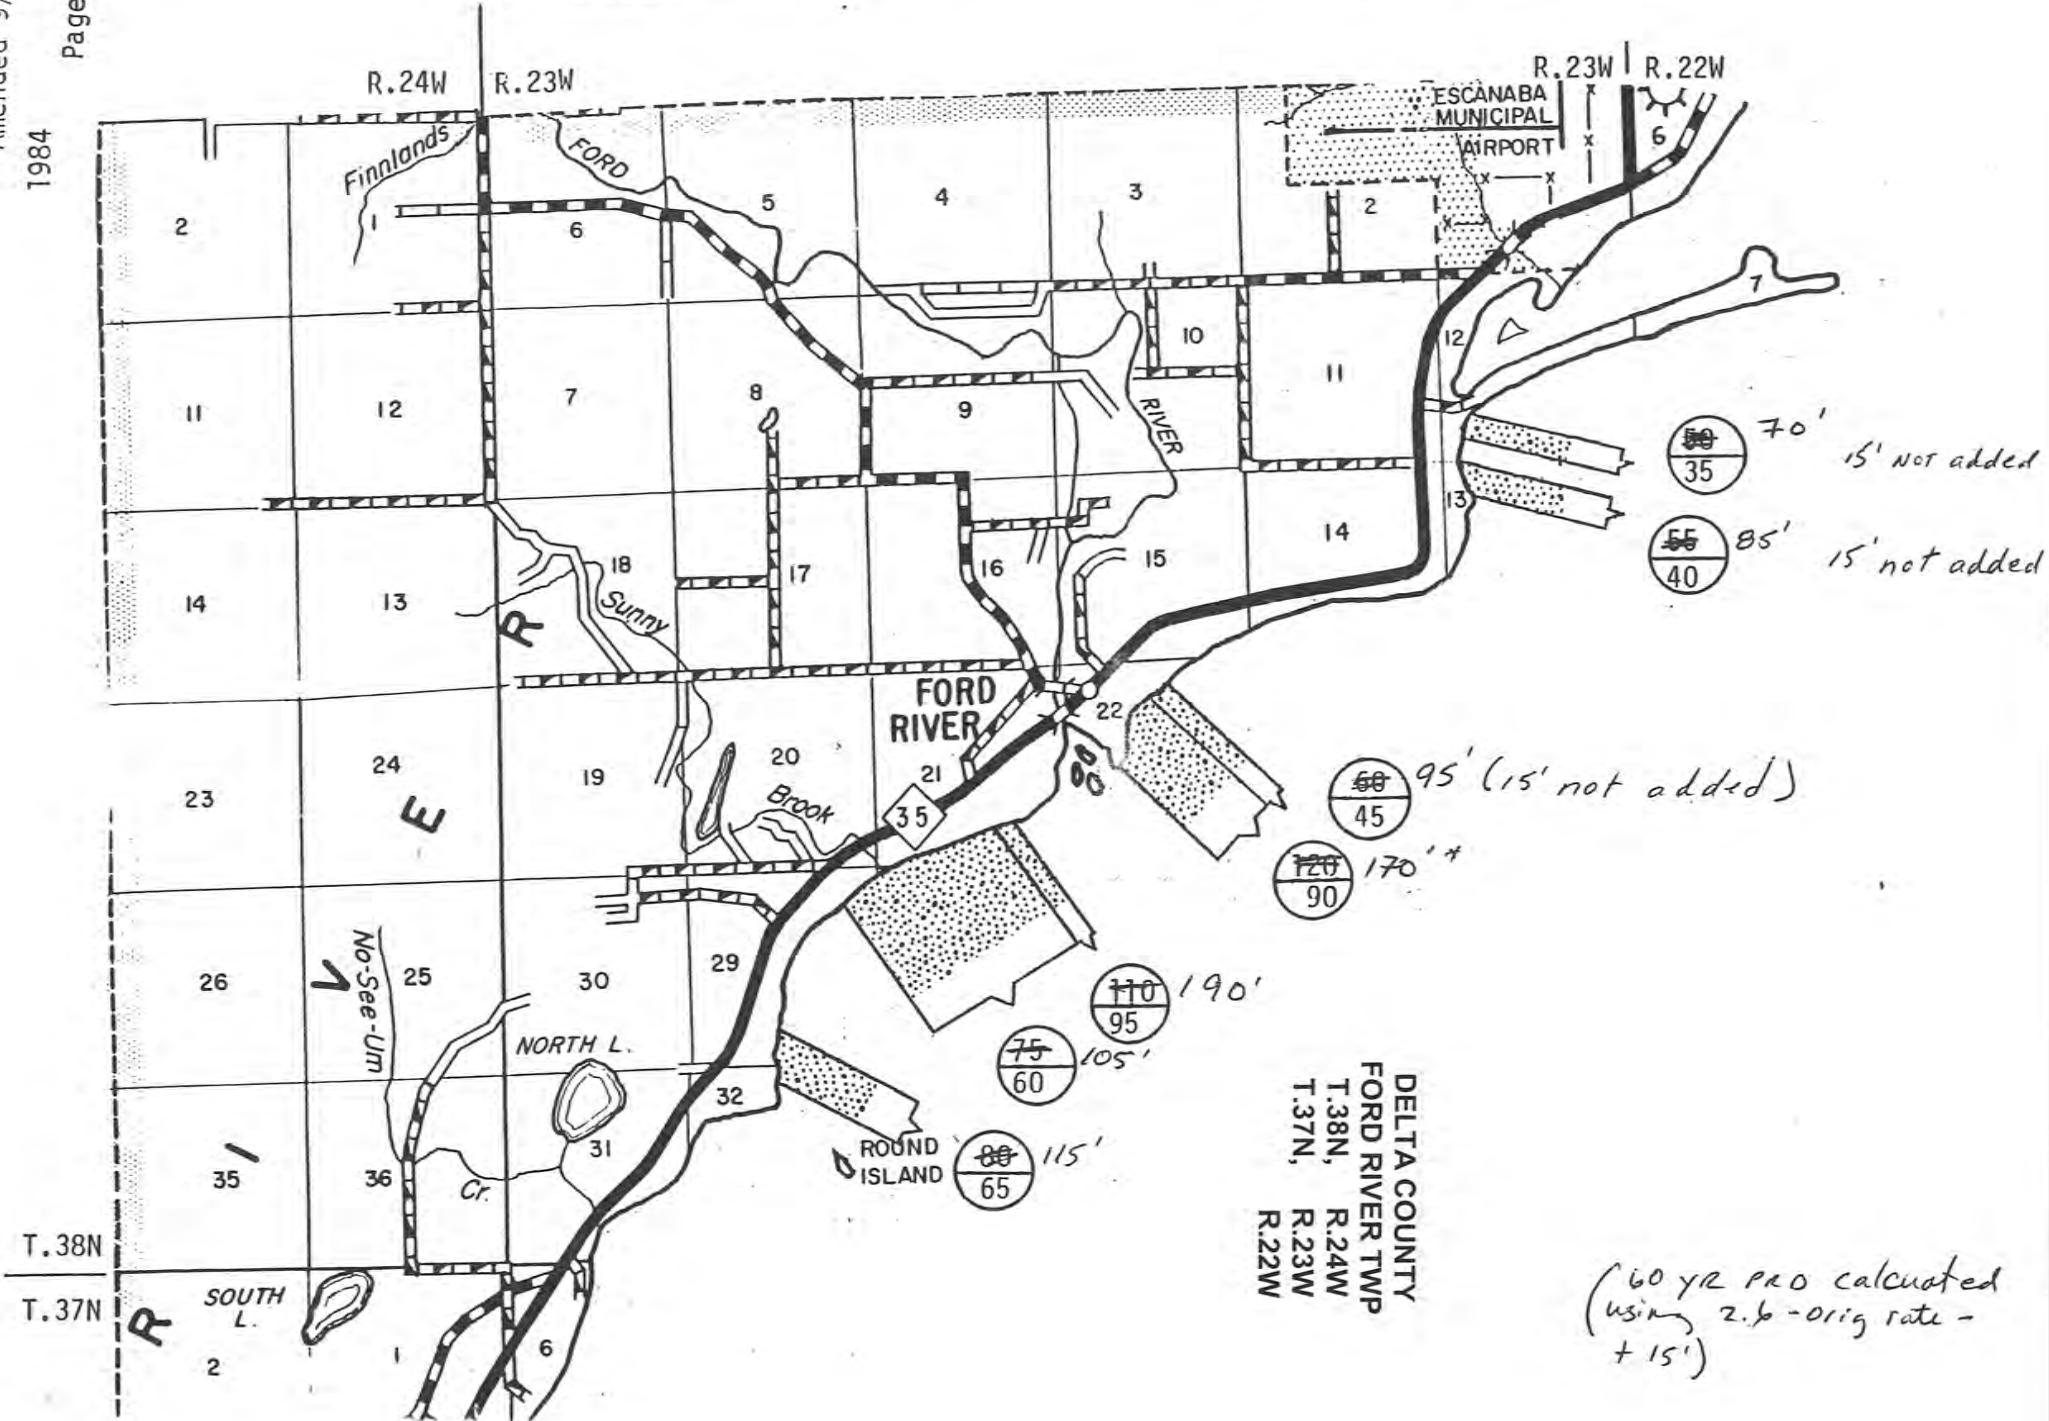 1984
Page
R.24W
R.23W
R.23W
R.22W
ESCANABA
MUNICIPAL
AIRPORT
Finnlands
FORD
2
1
6
5
4
3
2
6
7
11
12
7
8
9
10
11
12
RIVER
50
35
70'
15' NOT added
13
55
40
85'
15' not added
14
13
18
17
16
15
14
Sunny
R
FORD
RIVER
22
23
24
19
20
21
Brook
35
E
60
45
95' (15' not added)
120
90
170' *
26
25
30
29
V
No-See-Um
110
95
190'
75
60
105'
NORTH L.
32
35
36
31
I
Cr.
ROUND
ISLAND
80
65
115'
DELTA COUNTY
FORD RIVER TWP
T.38N, R.24W
T.37N, R.23W
R.22W
T.38N
T.37N
R
SOUTH
L.
2
1
6
(60 YR PRD calcuated
using 2.6 -orig rate -
+ 15')